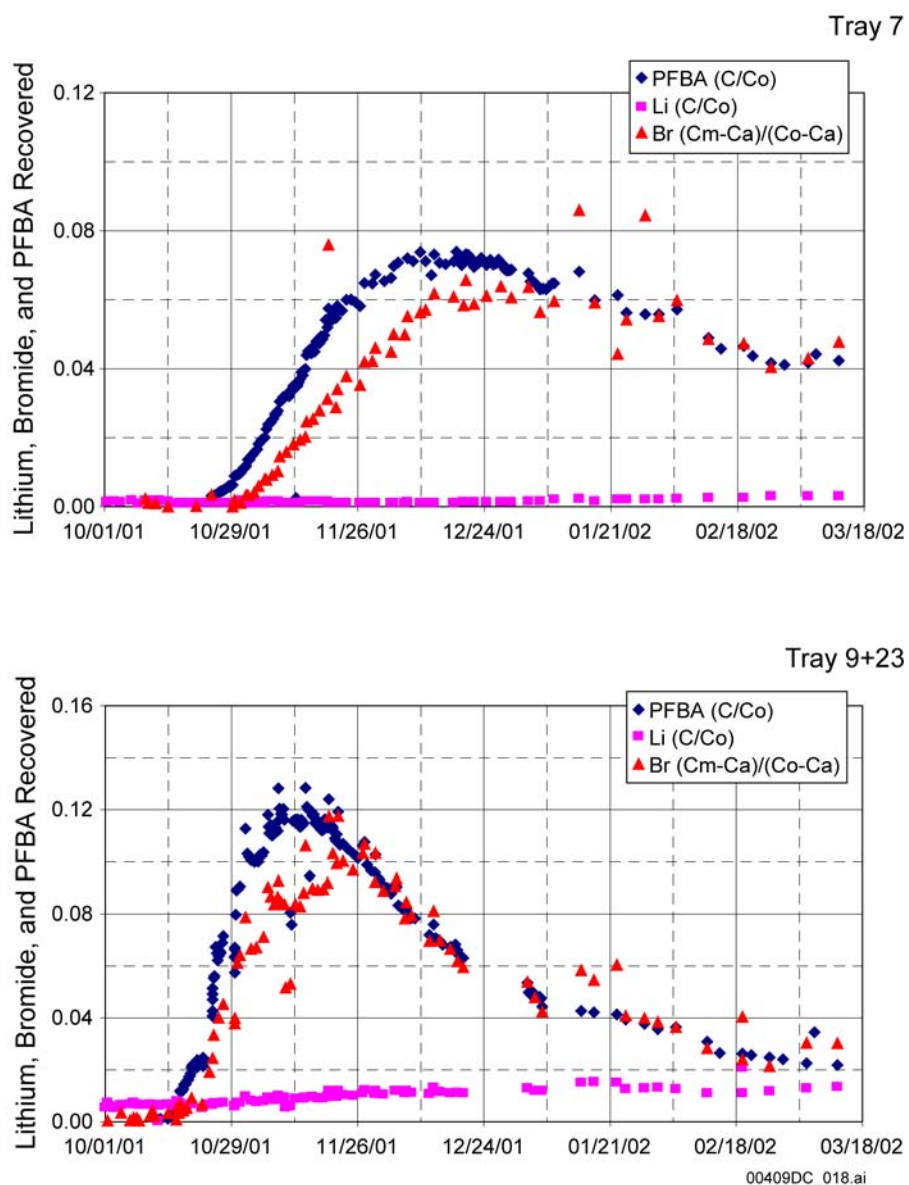 Tray 7
PFBA (C/Co)
Li (C/Co)
Br (Cm-Ca)/(Co-Ca)
Lithium, Bromide, and PFBA Recovered
0.12
0.08
0.04
0.00
10/01/01 10/29/01 11/26/01 12/24/01 01/21/02 02/18/02 03/18/02
Tray 9+23
PFBA (C/Co)
Li (C/Co)
Br (Cm-Ca)/(Co-Ca)
Lithium, Bromide, and PFBA Recovered
0.16
0.12
0.08
0.04
0.00
10/01/01 10/29/01 11/26/01 12/24/01 01/21/02 02/18/02 03/18/02
00409DC_018.ai